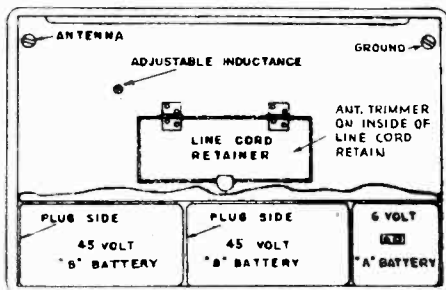 ANTENNA
GROUND
ADJUSTABLE INDUCTANCE
ANT. TRIMMER
ON INSIDE OF
LINE CORD
RETAIN
LINE CORD
RETAINER
PLUG SIDE
45 VOLT
"B" BATTERY
PLUG SIDE
45 VOLT
"B" BATTERY
6 VOLT
"A" BATTERY